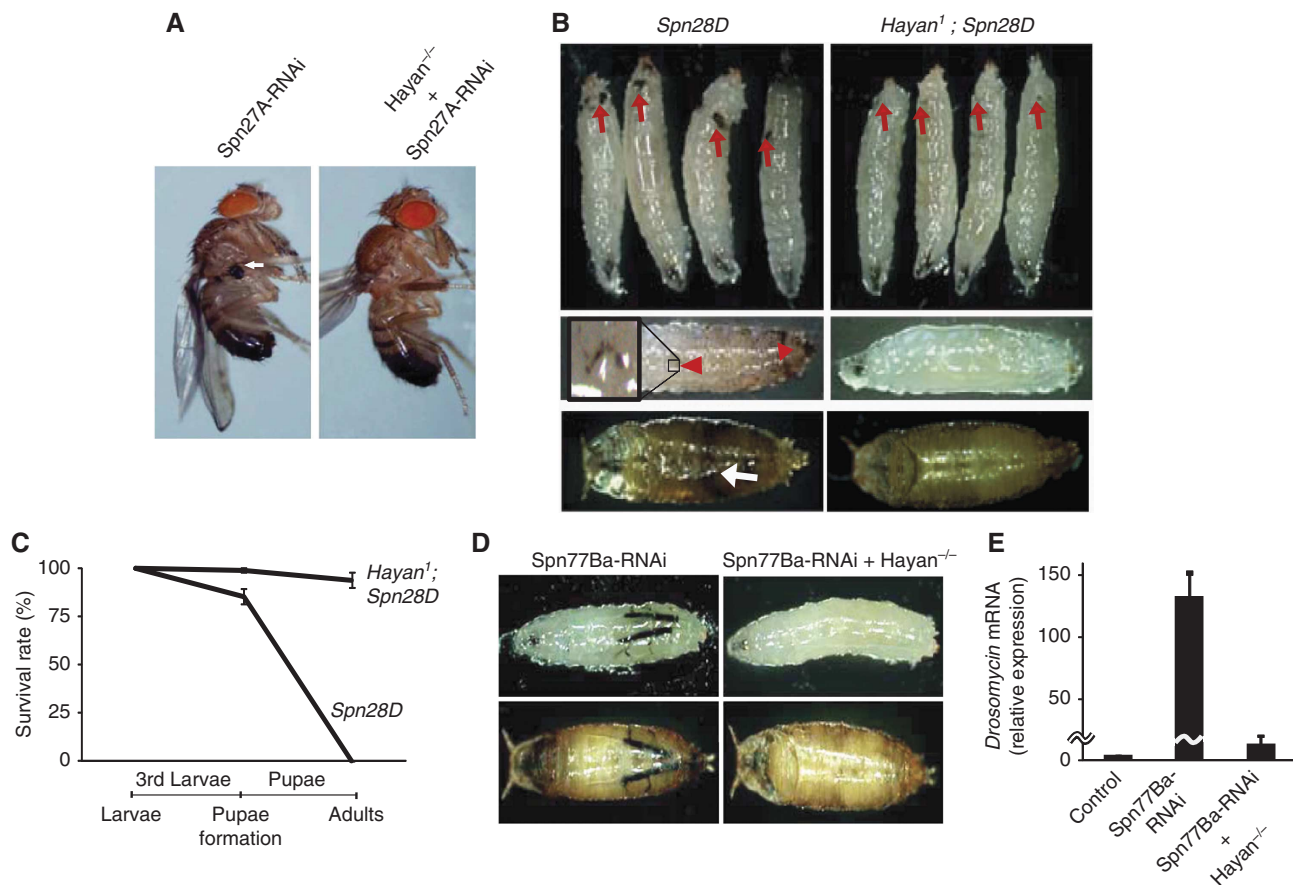 A
Spn27A-RNAi
Hayan–/–
+
Spn27A-RNAi
B
Spn28D
Hayan1 ; Spn28D
C
Survival rate (%)
100
75
50
25
0
Hayan1;
Spn28D
Spn28D
3rd Larvae
Pupae
Larvae
Pupae
formation
Adults
D
Spn77Ba-RNAi
Spn77Ba-RNAi + Hayan–/–
E
Drosomycin mRNA
(relative expression)
150
100
50
0
Control
Spn77Ba-
RNAi
Spn77Ba-RNAi
+
Hayan–/–